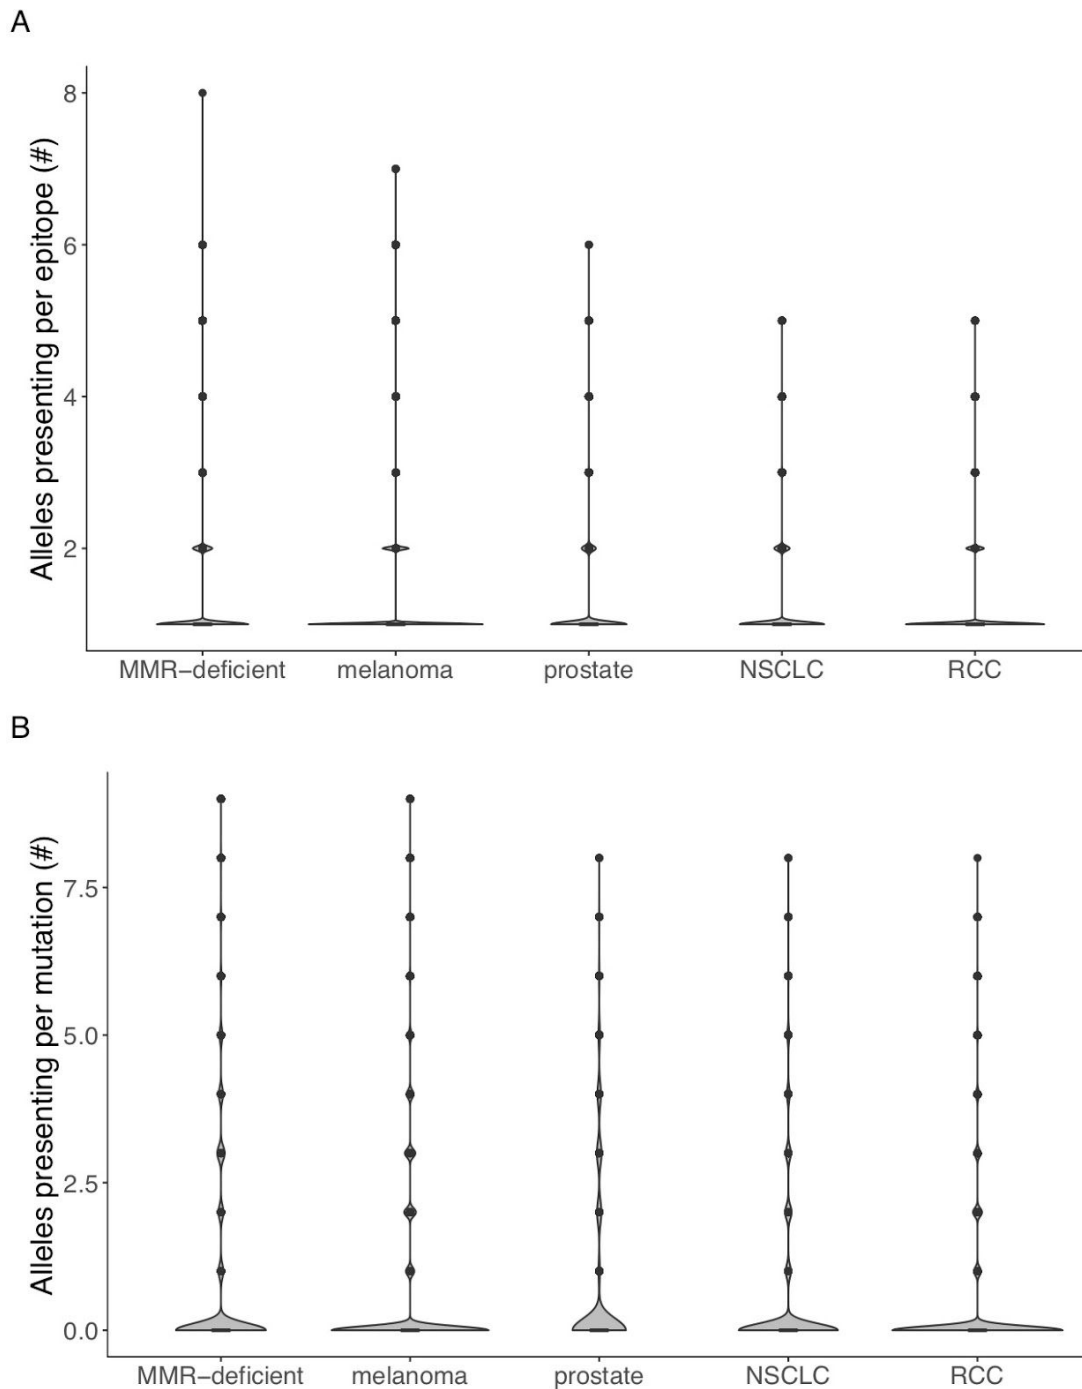 A
Alleles presenting per epitope (#)
8
6
4
2
MMR−deficient melanoma prostate NSCLC RCC
B
Alleles presenting per mutation (#)
7.5
5.0
2.5
0.0
MMR−deficient melanoma prostate NSCLC RCC